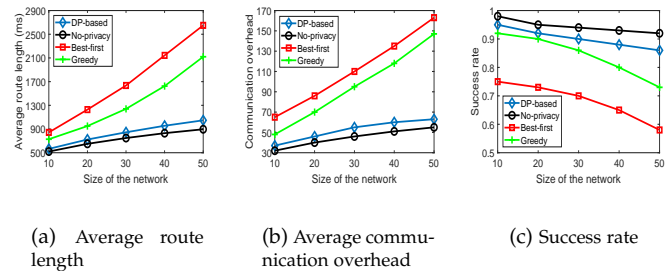 Average route length (ms)
2900
2500
2100
1700
1300
900
500
DP-based
No-privacy
Best-first
Greedy
10 20 30 40 50
Size of the network
Communication overhead
170
150
130
110
90
70
50
30
DP-based
No-privacy
Best-first
Greedy
10 20 30 40 50
Size of the network
Success rate
1
0.9
0.8
0.7
0.6
0.5
DP-based
No-privacy
Best-first
Greedy
10 20 30 40 50
Size of the network
(a) Average route
length
(b) Average commu-
nication overhead
(c) Success rate